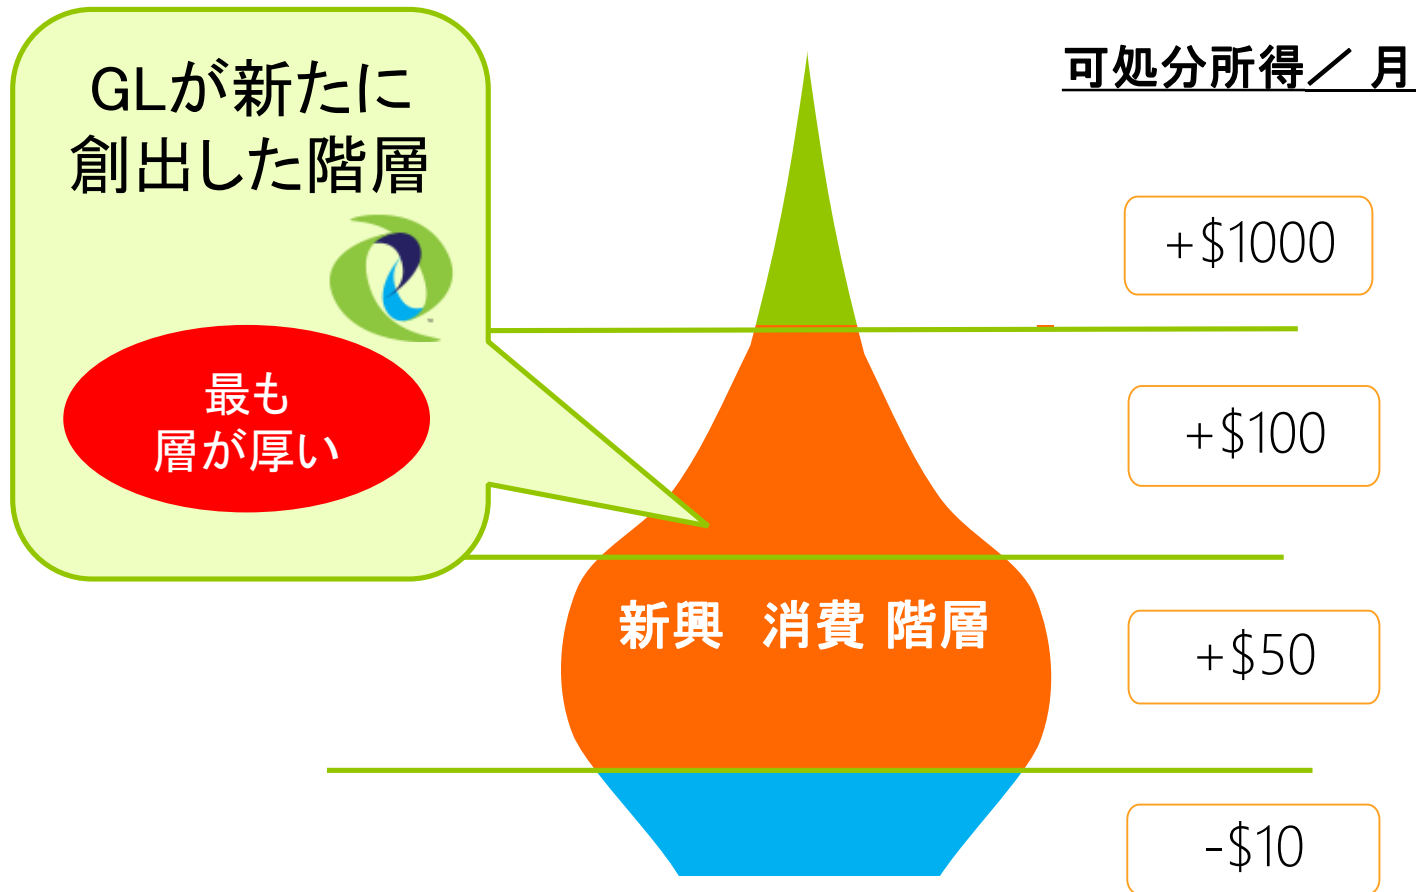 GLが新たに
創出した階層
最も
層が厚い
可処分所得／ 月
+$1000
+$100
新興 消費 階層
+$50
-$10